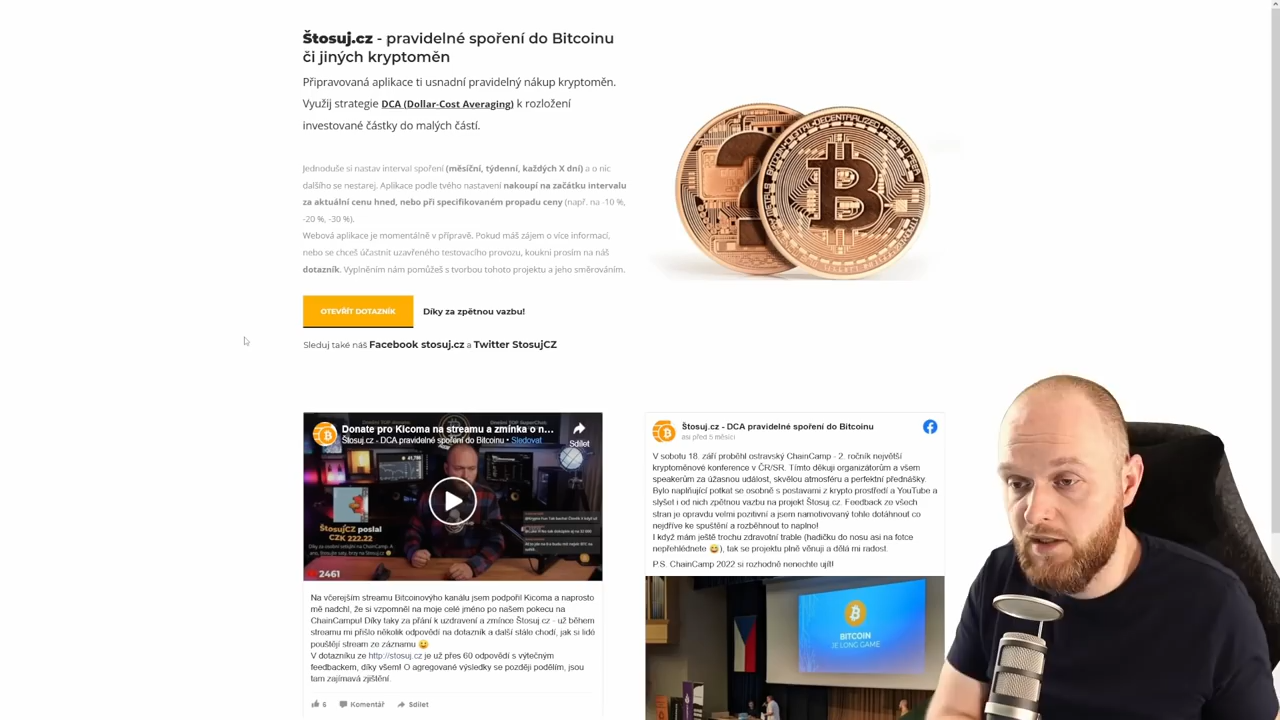 Štosuj.cz - pravidelné spoření do Bitcoinu
či jiných kryptoměn
Připravovaná aplikace ti usnadní pravidelný nákup kryptoměn.
Využij strategie DCA (Dollar-Cost Averaging) k rozložení
investované částky do malých částí.
Jednoduše si nastav interval spoření (měsíční, týdenní, každých X dní) a o nic
dalšího se nestarej. Aplikace podle tvého nastavení nakoupí na začátku intervalu
za aktuální cenu hned, nebo při specifikovaném propadu ceny (např. na -10 %,
-20 %, -30 %).
Webová aplikace je momentálně v přípravě. Pokud máš zájem o více informací,
nebo se chceš účastnit uzavřeného testovacího provozu, koukni prosím na náš
dotazník. Vyplněním nám pomůžeš s tvorbou tohoto projektu a jeho směrováním.
OTEVŘÍT DOTAZNÍK
Díky za zpětnou vazbu!
Sleduj také náš Facebook stosuj.cz a Twitter StosujCZ
Donate pro Kicoma na streamu a zmínka o n...
Štosuj.cz - DCA pravidelné spoření do Bitcoinu • Sledovat
Sdílet
StosujCZ poslal
CZK 222.22
2461
Na včerejším streamu Bitcoinovýho kanálu jsem podpořil Kicoma a naprosto
mě nadchl, že si vzpomněl na moje celé jméno po našem pokecu na
ChainCampu! Díky taky za přání k uzdravení a zmínce Štosuj cz - už během
streamu mi přišlo několik odpovědí na dotazník a další stále chodí, jak si lidé
pouštějí stream ze záznamu
V dotazníku ze http://stosuj.cz je už přes 60 odpovědí s výtečným
feedbackem, díky všem! O agregované výsledky se později podělím, jsou
tam zajímavá zjištění.
6 Komentář Sdílet
Štosuj.cz - DCA pravidelné spoření do Bitcoinu
asi před 5 měsíci
V sobotu 18. září proběhl ostravský ChainCamp - 2. ročník největší
kryptoměnové konference v ČR/SR. Tímto děkuji organizátorům a všem
speakerům za úžasnou událost, skvělou atmosféru a perfektní přednášky.
Bylo naplňující potkat se osobně s postavami z krypto prostředí a YouTube a
slyšet i od nich zpětnou vazbu na projekt Štosuj.cz. Feedback ze všech
stran je opravdu velmi pozitivní a jsem namotivovaný tohle dotáhnout co
nejdříve ke spuštění a rozběhnout to naplno!
I když mám ještě trochu zdravotní trable (hadičku do nosu asi na fotce
nepřehlédnete), tak se projektu plně věnuji a dělá mi radost.
P.S. ChainCamp 2022 si rozhodně nenechte ujít!
BITCOIN
JE LONG GAME